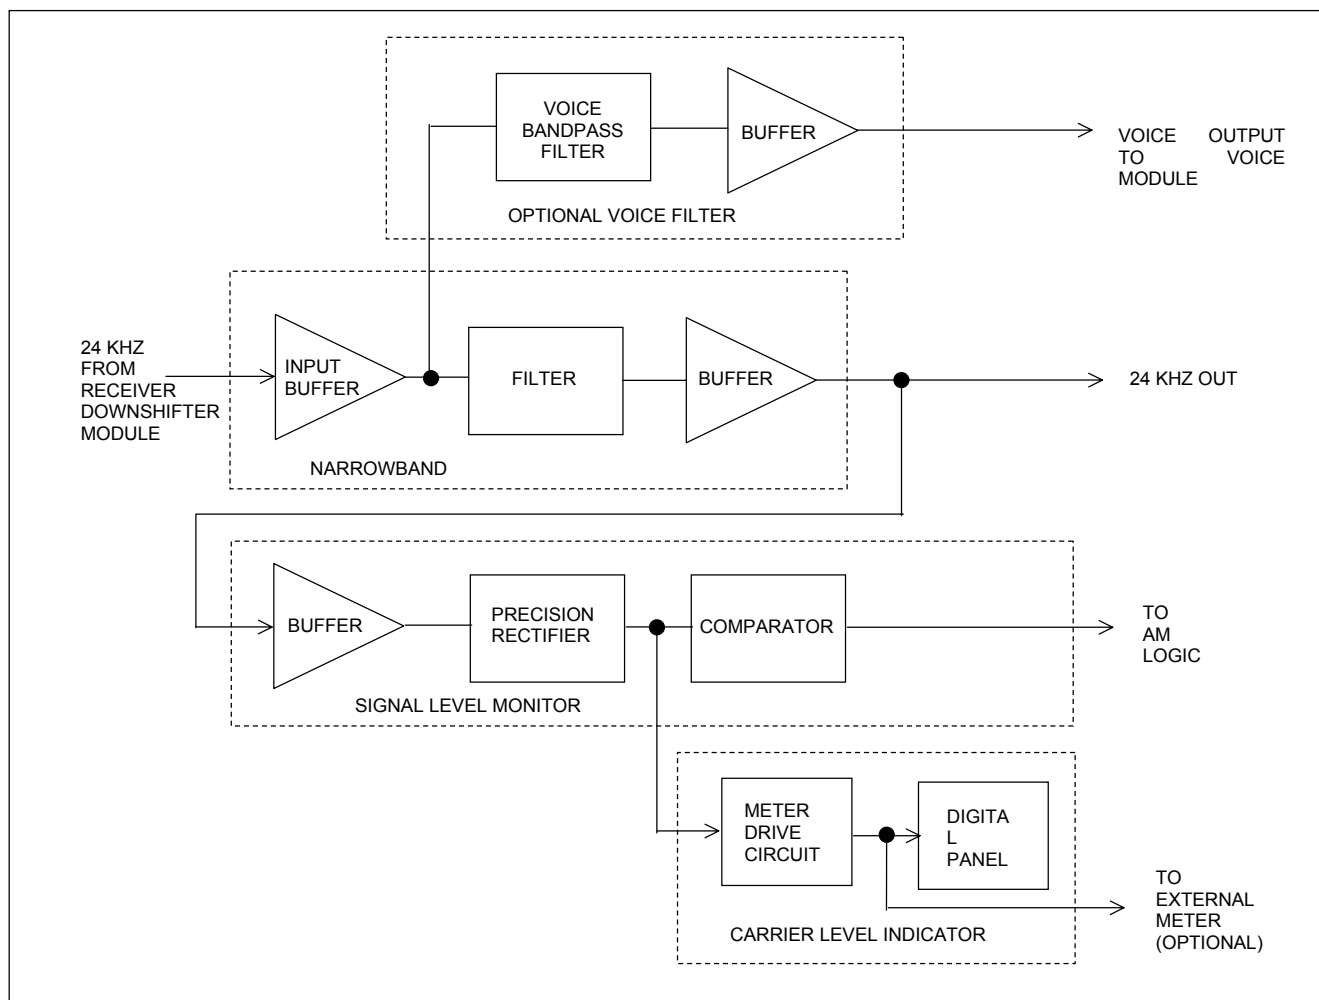 VOICE
BANDPASS
FILTER
BUFFER
OPTIONAL VOICE FILTER
VOICE OUTPUT
TO VOICE
MODULE
24 KHZ
FROM
RECEIVER
DOWNSHIFTER
MODULE
INPUT
BUFFER
FILTER
BUFFER
24 KHZ OUT
NARROWBAND
BUFFER
PRECISION
RECTIFIER
COMPARATOR
TO
AM
LOGIC
SIGNAL LEVEL MONITOR
METER
DRIVE
CIRCUIT
DIGITA
L
PANEL
TO
EXTERNAL
METER
(OPTIONAL)
CARRIER LEVEL INDICATOR